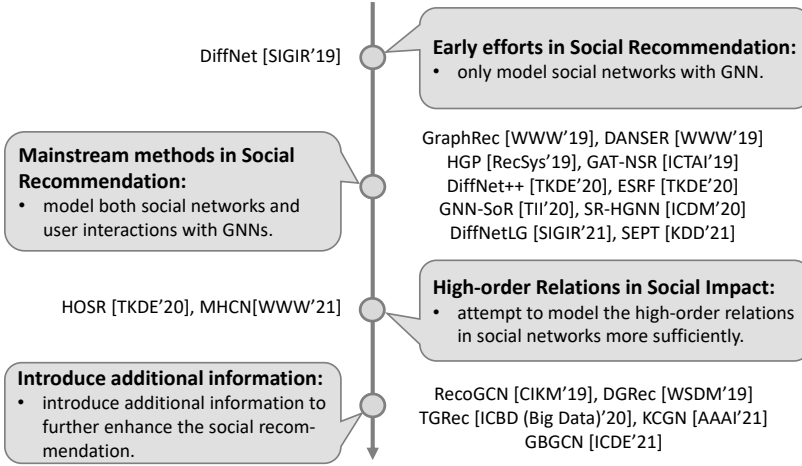 DiffNet [SIGIR'19]
Early efforts in Social Recommendation:
• only model social networks with GNN.
Mainstream methods in Social
Recommendation:
• model both social networks and
user interactions with GNNs.
GraphRec [WWW'19], DANSER [WWW'19]
HGP [RecSys'19], GAT-NSR [ICTAI'19]
DiffNet++ [TKDE'20], ESRF [TKDE'20]
GNN-SoR [TII'20], SR-HGNN [ICDM'20]
DiffNetLG [SIGIR'21], SEPT [KDD'21]
HOSR [TKDE'20], MHCN[WWW'21]
High-order Relations in Social Impact:
• attempt to model the high-order relations
in social networks more sufficiently.
Introduce additional information:
• introduce additional information to
further enhance the social recom-
mendation.
RecoGCN [CIKM'19], DGRec [WSDM'19]
TGRec [ICBD (Big Data)'20], KCGN [AAAI'21]
GBGCN [ICDE'21]